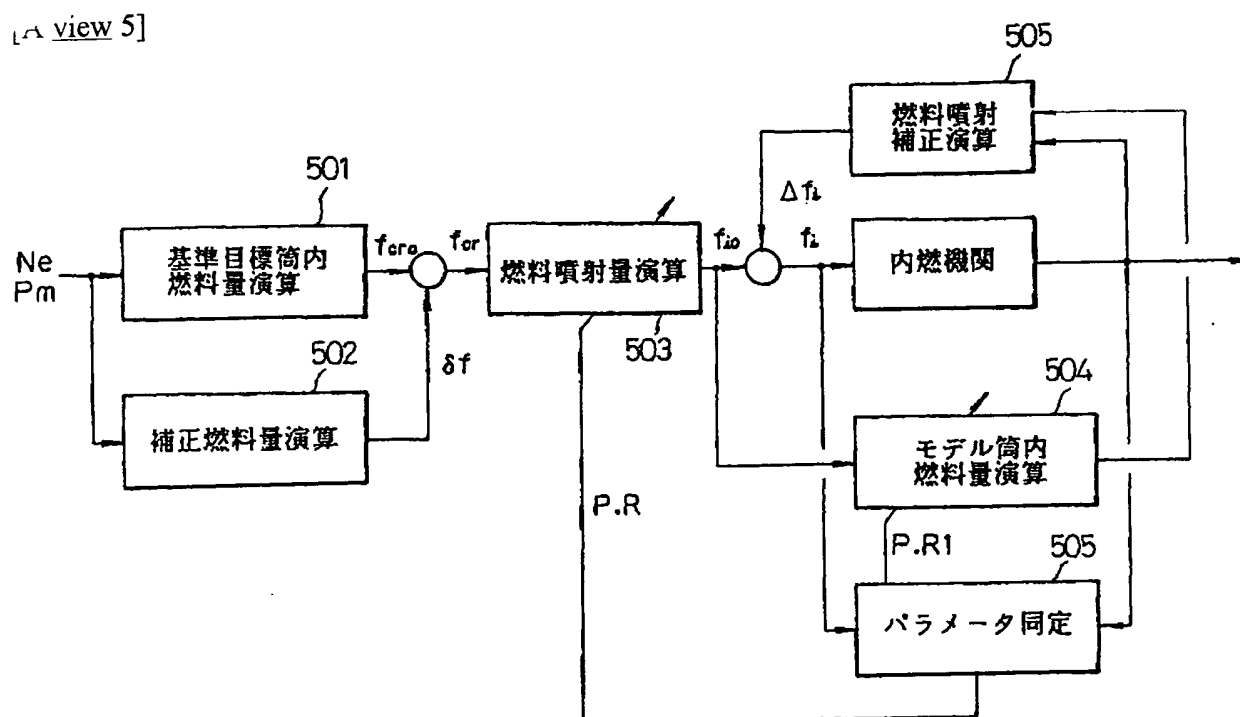 view 5]
505
燃料噴射
補正演算
501
Δfi
Ne
Pm
基準目標筒内
燃料量演算
fcro
fcr
燃料噴射量演算
fio
fi
内燃機関
503
502
δf
504
補正燃料量演算
モデル筒内
燃料量演算
P.R
P.R1
505
パラメータ同定